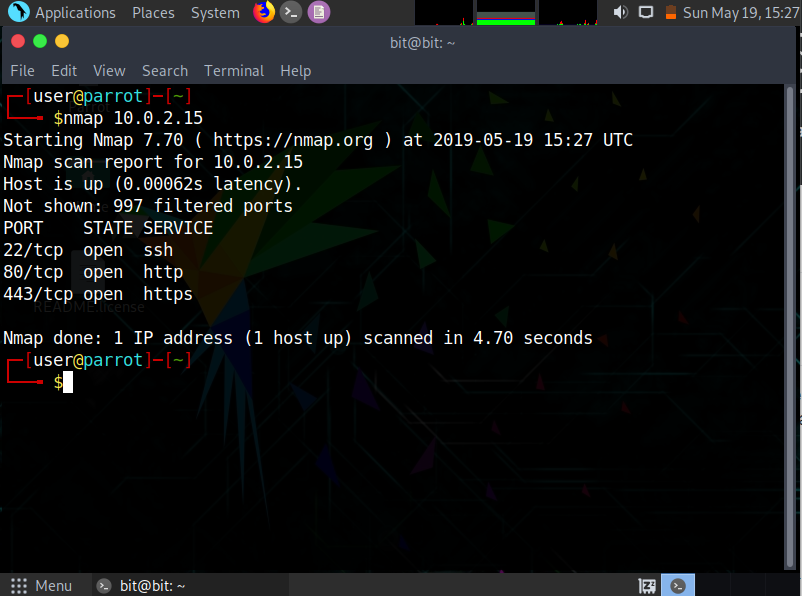 Applications Places System Sun May 19, 15:27
bit@bit: ~
File Edit View Search Terminal Help
[user@parrot]─[~]
$nmap 10.0.2.15
Starting Nmap 7.70 ( https://nmap.org ) at 2019-05-19 15:27 UTC
Nmap scan report for 10.0.2.15
Host is up (0.00062s latency).
Not shown: 997 filtered ports
PORT    STATE SERVICE
22/tcp  open  ssh
80/tcp  open  http
443/tcp open  https
README.license
Nmap done: 1 IP address (1 host up) scanned in 4.70 seconds
[user@parrot]─[~]
$
Menu bit@bit: ~